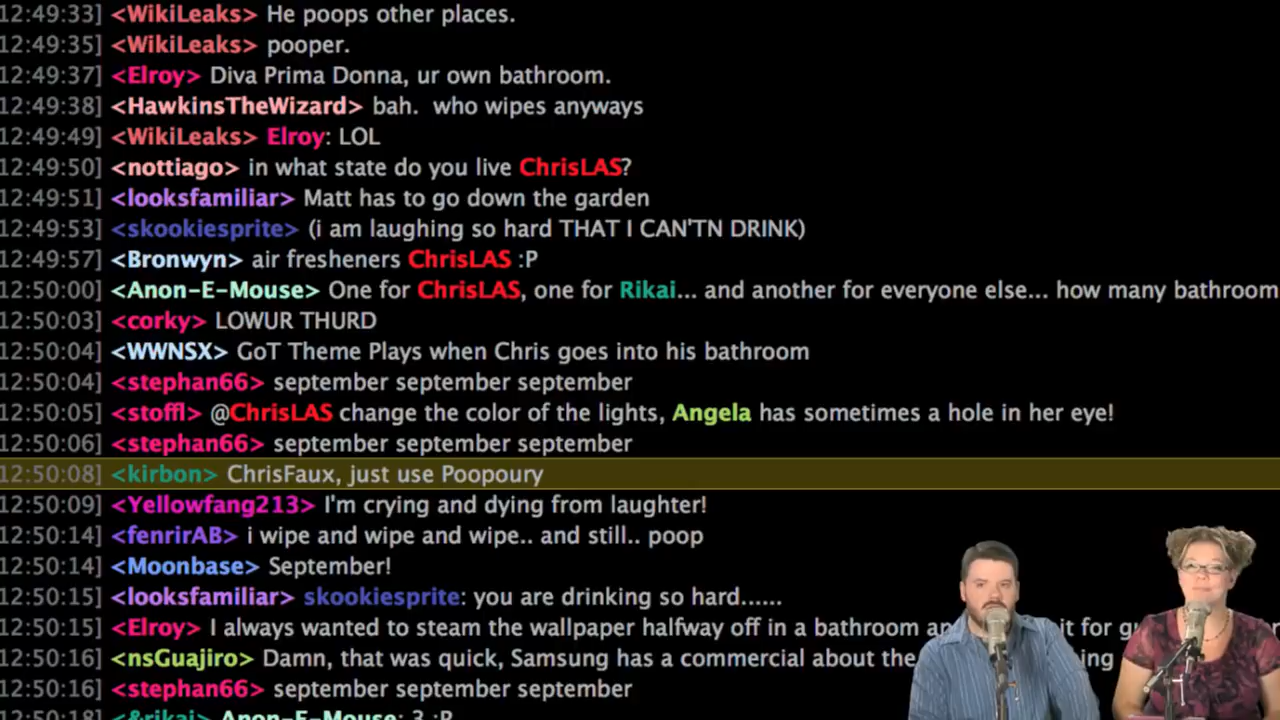 12:49:33] <WikiLeaks> He poops other places.
12:49:35] <WikiLeaks> pooper.
12:49:37] <Elroy> Diva Prima Donna, ur own bathroom.
12:49:38] <HawkinsTheWizard> bah.  who wipes anyways
12:49:49] <WikiLeaks> Elroy: LOL
12:49:50] <nottiago> in what state do you live ChrisLAS?
12:49:51] <looksfamiliar> Matt has to go down the garden
12:49:53] <skookiesprite> (i am laughing so hard THAT I CAN'TN DRINK)
12:49:57] <Bronwyn> air fresheners ChrisLAS :P
12:50:00] <Anon-E-Mouse> One for ChrisLAS, one for Rikai... and another for everyone else... how many bathroom
12:50:03] <corky> LOWUR THURD
12:50:04] <WWNSX> GoT Theme Plays when Chris goes into his bathroom
12:50:04] <stephan66> september september september
12:50:05] <stoffl> @ChrisLAS change the color of the lights, Angela has sometimes a hole in her eye!
12:50:06] <stephan66> september september september
12:50:08] <kirbon> ChrisFaux, just use Poopoury
12:50:09] <Yellowfang213> I'm crying and dying from laughter!
12:50:14] <fenrirAB> i wipe and wipe and wipe.. and still.. poop
12:50:14] <Moonbase> September!
12:50:15] <looksfamiliar> skookiesprite: you are drinking so hard......
12:50:15] <Elroy> I always wanted to steam the wallpaper halfway off in a bathroom it for
12:50:16] <nsGuajiro> Damn, that was quick, Samsung has a commercial about the
12:50:16] <stephan66> september september september
12:50:18] <&rikai> Anon-E-Mouse: 3 :P